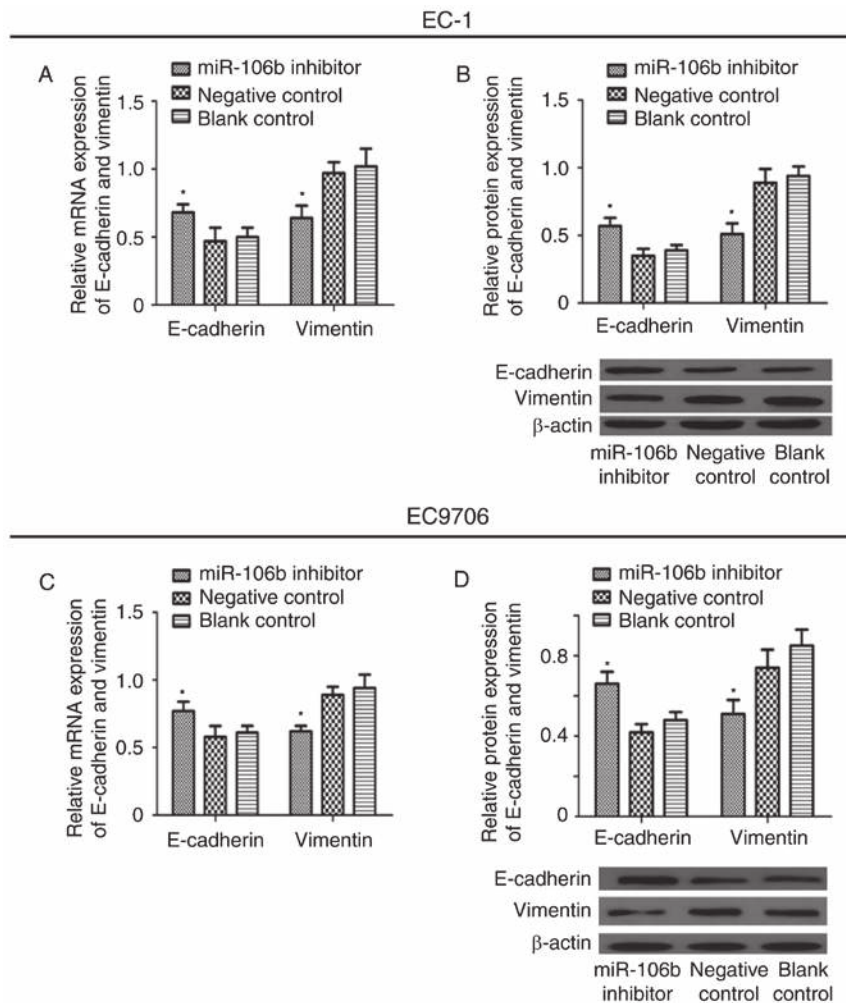 EC-1
A
miR-106b inhibitor
Negative control
Blank control
Relative mRNA expression
of E-cadherin and vimentin
1.5
1.0
0.5
0
*
*
E-cadherin
Vimentin
B
miR-106b inhibitor
Negative control
Blank control
Relative protein expression
of E-cadherin and vimentin
1.5
1.0
0.5
0
*
*
E-cadherin
Vimentin
E-cadherin
Vimentin
β-actin
miR-106b
inhibitor
Negative
control
Blank
control
EC9706
C
miR-106b inhibitor
Negative control
Blank control
Relative mRNA expression
of E-cadherin and vimentin
1.5
1.0
0.5
0
*
*
E-cadherin
Vimentin
D
miR-106b inhibitor
Negative control
Blank control
Relative protein expression
of E-cadherin and vimentin
0.8
0.4
0
*
*
E-cadherin
Vimentin
E-cadherin
Vimentin
β-actin
miR-106b
inhibitor
Negative
control
Blank
control